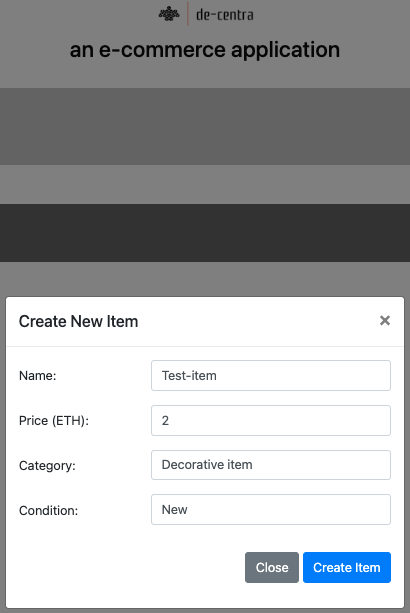 de-centra
an e-commerce application
Create New Item ×
Name: Test-item
Price (ETH): 2
Category: Decorative item
Condition: New
Close Create Item